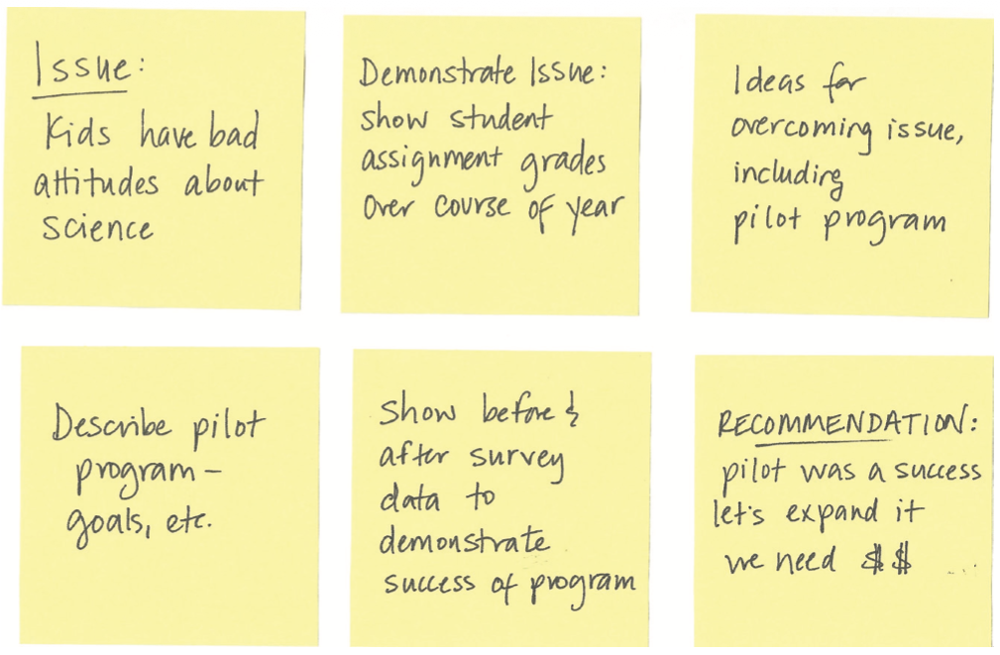 Issue:
Kids have bad
attitudes about
science
Demonstrate Issue:
show student
assignment grades
over course of year
Ideas for
overcoming issue,
including
pilot program
Describe pilot
program –
goals, etc.
Show before &
after survey
data to
demonstrate
success of program
RECOMMENDATION:
pilot was a success
let's expand it
we need $$